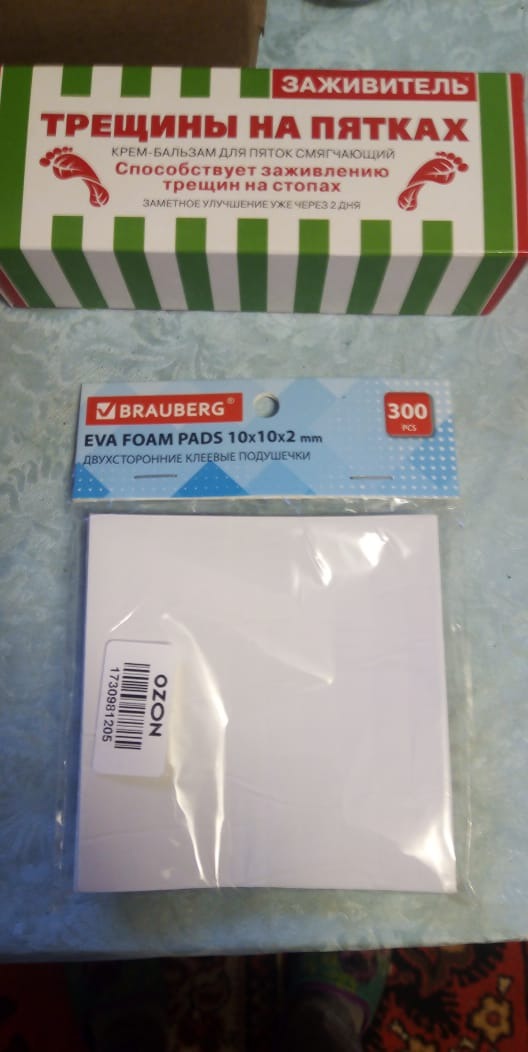 ЗАЖИВИТЕЛЬ
ТРЕЩИНЫ НА ПЯТКАХ
КРЕМ-БАЛЬЗАМ ДЛЯ ПЯТОК СМЯГЧАЮЩИЙ
Способствует заживлению
трещин на стопах
ЗАМЕТНОЕ УЛУЧШЕНИЕ УЖЕ ЧЕРЕЗ 2 ДНЯ
BRAUBERG®
300
PCS
EVA FOAM PADS 10x10x2 mm
ДВУХСТОРОННИЕ КЛЕЕВЫЕ ПОДУШЕЧКИ
OZON
1730981205